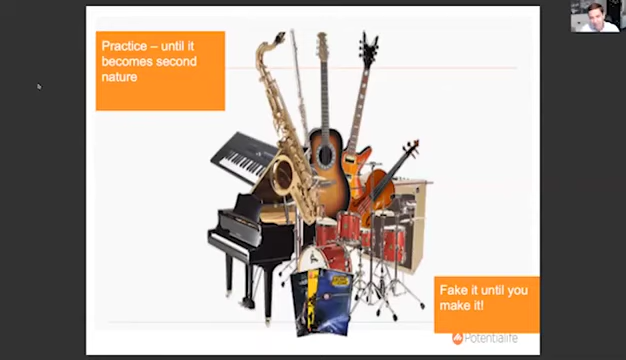 Practice – until it
becomes second
nature
Fake it until you
make it!
Potentialife